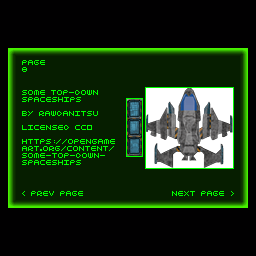 PAGE
8
SOME TOP-DOWN
SPACESHIPS
BY RAWDANITSU
LICENSED CC0
HTTPS://OPENGAME
ART.ORG/CONTENT/
SOME-TOP-DOWN-
SPACESHIPS
< PREV PAGE
NEXT PAGE >